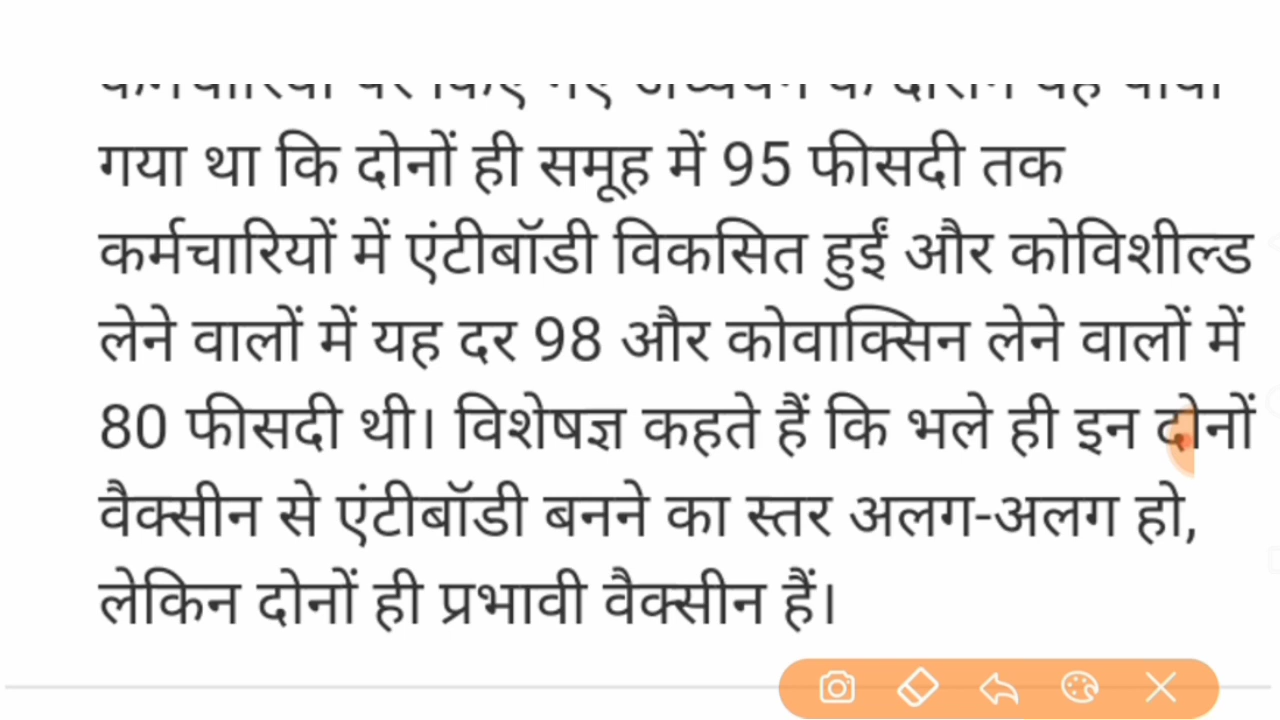 गया था कि दोनों ही समूह में 95 फीसदी तक
कर्मचारियों में एंटीबॉडी विकसित हुईं और कोविशील्ड
लेने वालों में यह दर 98 और कोवाक्सिन लेने वालों में
80 फीसदी थी। विशेषज्ञ कहते हैं कि भले ही इन दोनों
वैक्सीन से एंटीबॉडी बनने का स्तर अलग-अलग हो,
लेकिन दोनों ही प्रभावी वैक्सीन हैं।